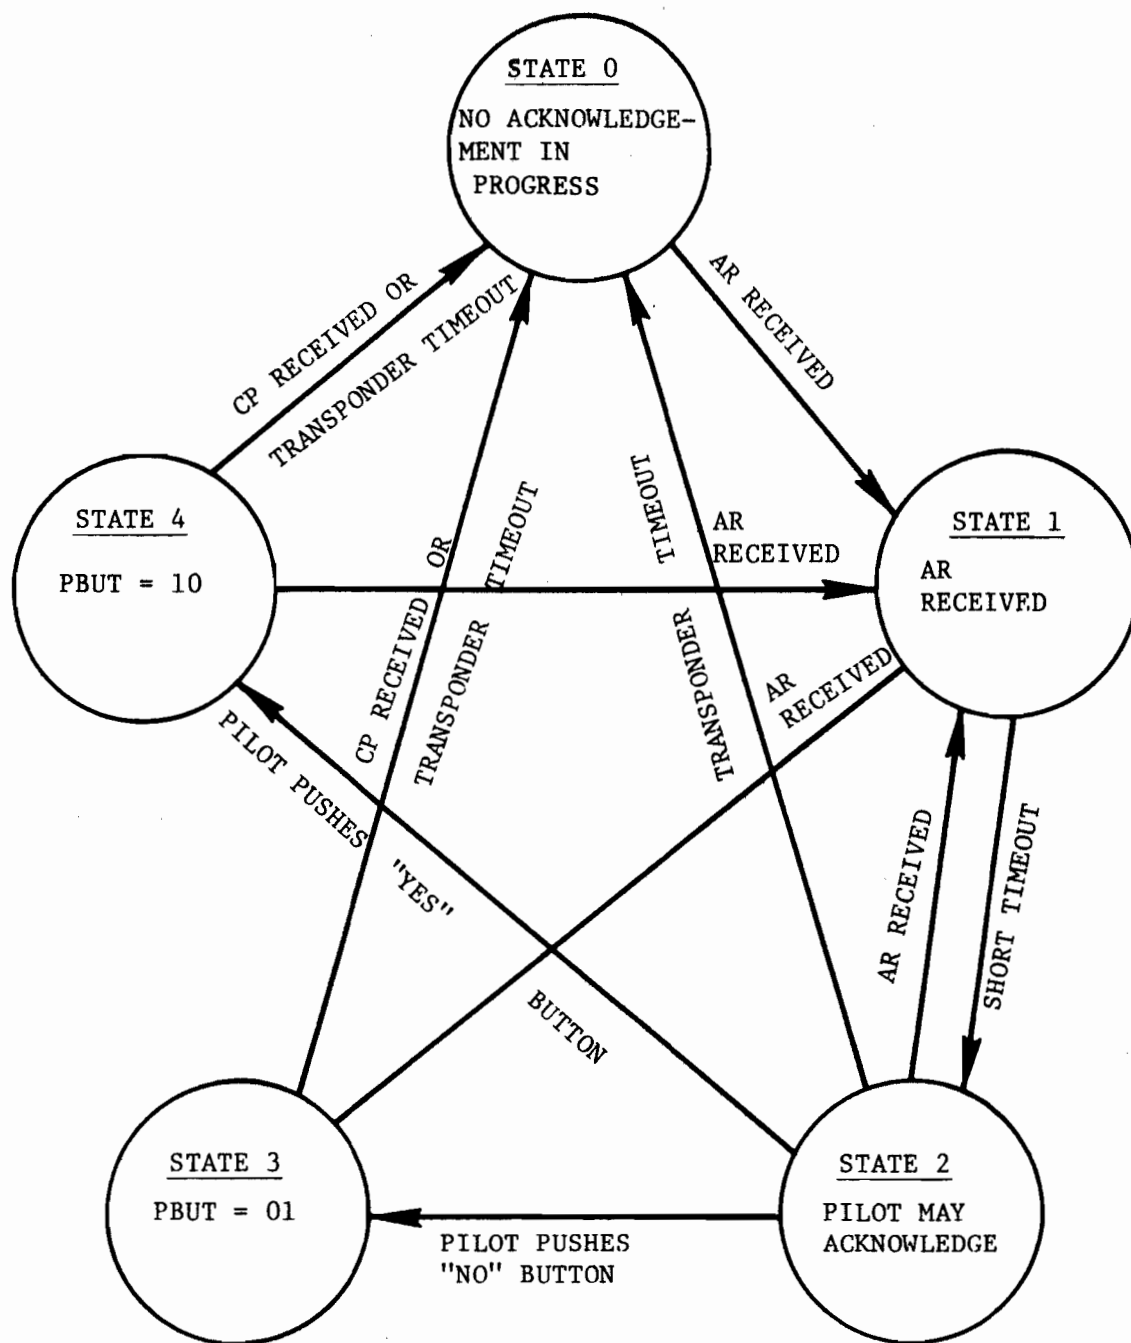 STATE 0
NO ACKNOWLEDGE-
MENT IN
PROGRESS
AR RECEIVED
CP RECEIVED OR
TRANSPONDER TIMEOUT
STATE 4
PBUT = 10
STATE 1
AR
RECEIVED
AR
RECEIVED
CP RECEIVED OR
TRANSPONDER TIMEOUT
TRANSPONDER TIMEOUT
AR
RECEIVED
PILOT PUSHES
"YES"
BUTTON
AR RECEIVED
SHORT TIMEOUT
STATE 3
PBUT = 01
STATE 2
PILOT MAY
ACKNOWLEDGE
PILOT PUSHES
"NO" BUTTON